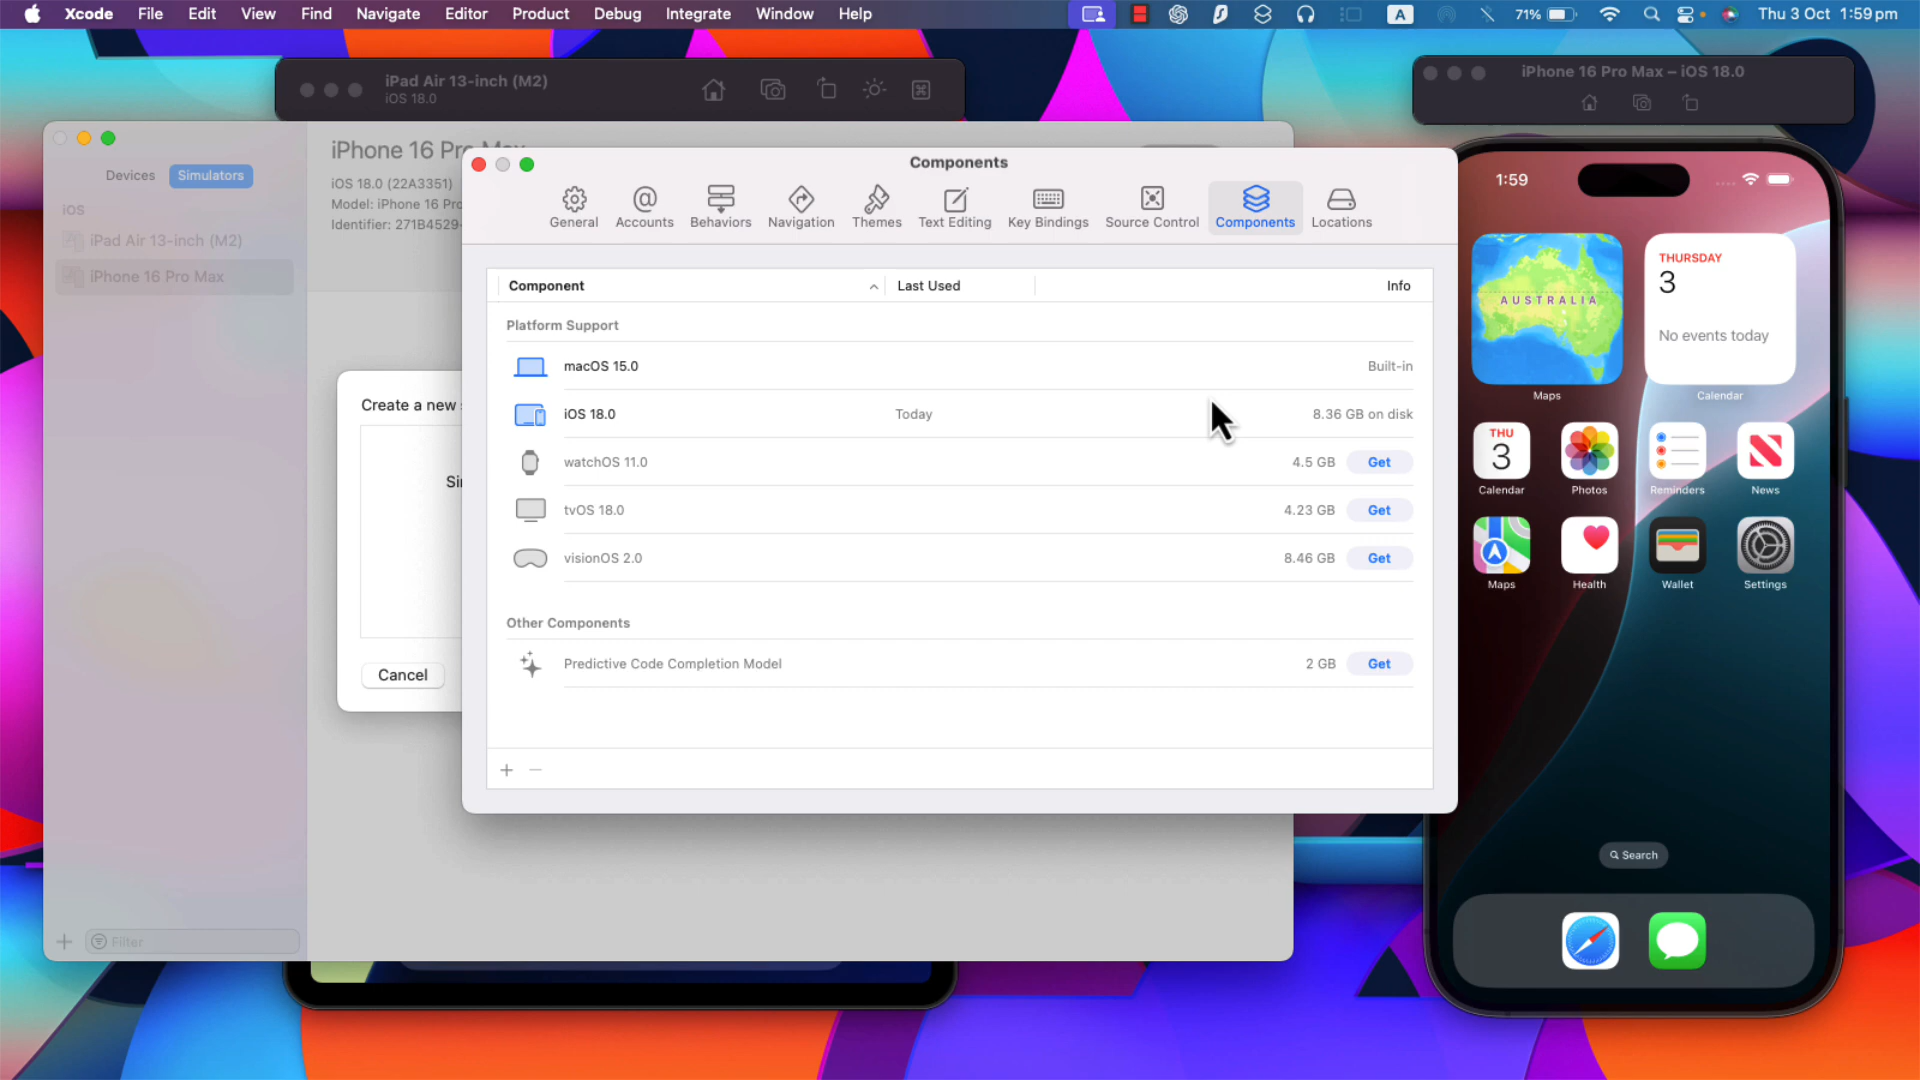 Xcode File Edit View Find Navigate Editor Product Debug Integrate Window Help
A 71% Thu 3 Oct 1:59 pm
iPad Air 13-inch (M2)
iOS 18.0
iPhone 16 Pro Max – iOS 18.0
Devices Simulators
iOS
iPad Air 13-inch (M2)
iPhone 16 Pro Max
Filter
iPhone 16 Pro Max
iOS 18.0 (22A3351)
Model: iPhone 16 Pro
Identifier: 271B4529-
Create a new
Cancel
Components
General Accounts Behaviors Navigation Themes Text Editing Key Bindings Source Control Components Locations
Component Last Used Info
Platform Support
macOS 15.0 Built-in
iOS 18.0 Today 8.36 GB on disk
watchOS 11.0 4.5 GB Get
tvOS 18.0 4.23 GB Get
visionOS 2.0 8.46 GB Get
Other Components
Predictive Code Completion Model 2 GB Get
1:59
AUSTRALIA
Maps
THURSDAY
3
No events today
Calendar
THU
3
Calendar Photos Reminders News
Maps Health Wallet Settings
Search